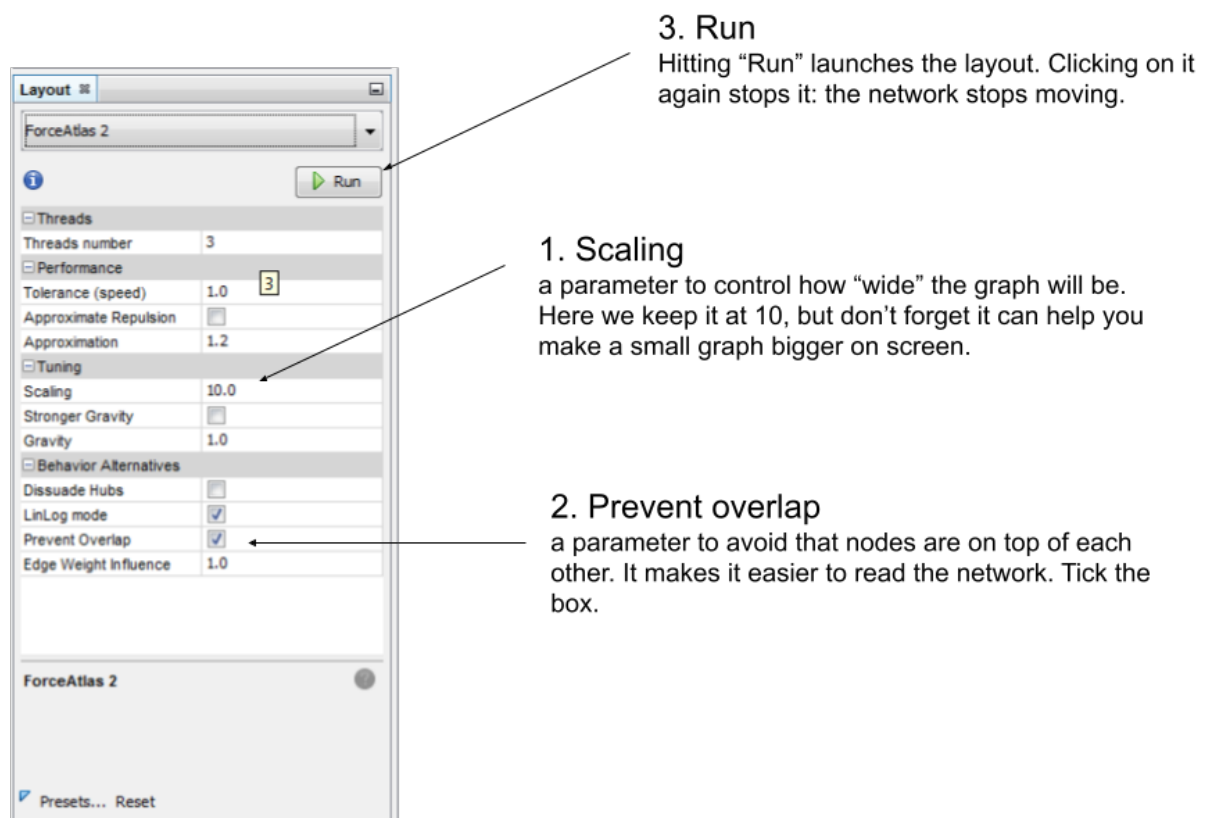 3. Run
Hitting “Run” launches the layout. Clicking on it
again stops it: the network stops moving.
Layout
ForceAtlas 2
Run
Threads
Threads number 3
Performance
3
Tolerance (speed) 1.0
Approximate Repulsion
Approximation 1.2
Tuning
Scaling 10.0
Stronger Gravity
Gravity 1.0
Behavior Alternatives
Dissuade Hubs
LinLog mode
Prevent Overlap
Edge Weight Influence 1.0
ForceAtlas 2
Presets... Reset
1. Scaling
a parameter to control how “wide” the graph will be.
Here we keep it at 10, but don’t forget it can help you
make a small graph bigger on screen.
2. Prevent overlap
a parameter to avoid that nodes are on top of each
other. It makes it easier to read the network. Tick the
box.